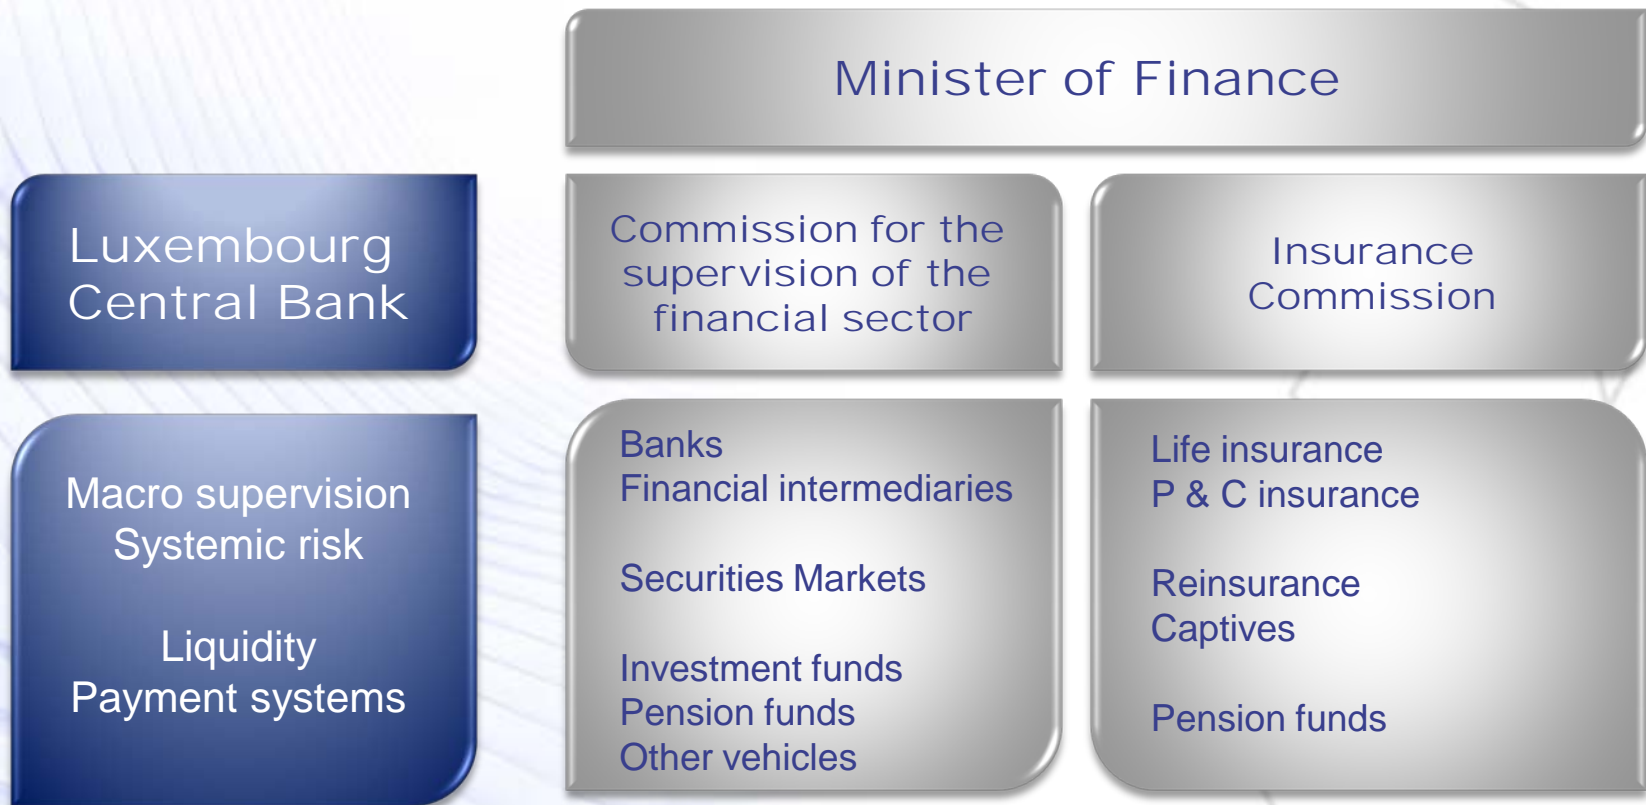 Minister of Finance
Luxembourg
Central Bank
Commission for the
supervision of the
financial sector
Insurance
Commission
Macro supervision
Systemic risk
Liquidity
Payment systems
Banks
Financial intermediaries
Securities Markets
Investment funds
Pension funds
Other vehicles
Life insurance
P & C insurance
Reinsurance
Captives
Pension funds